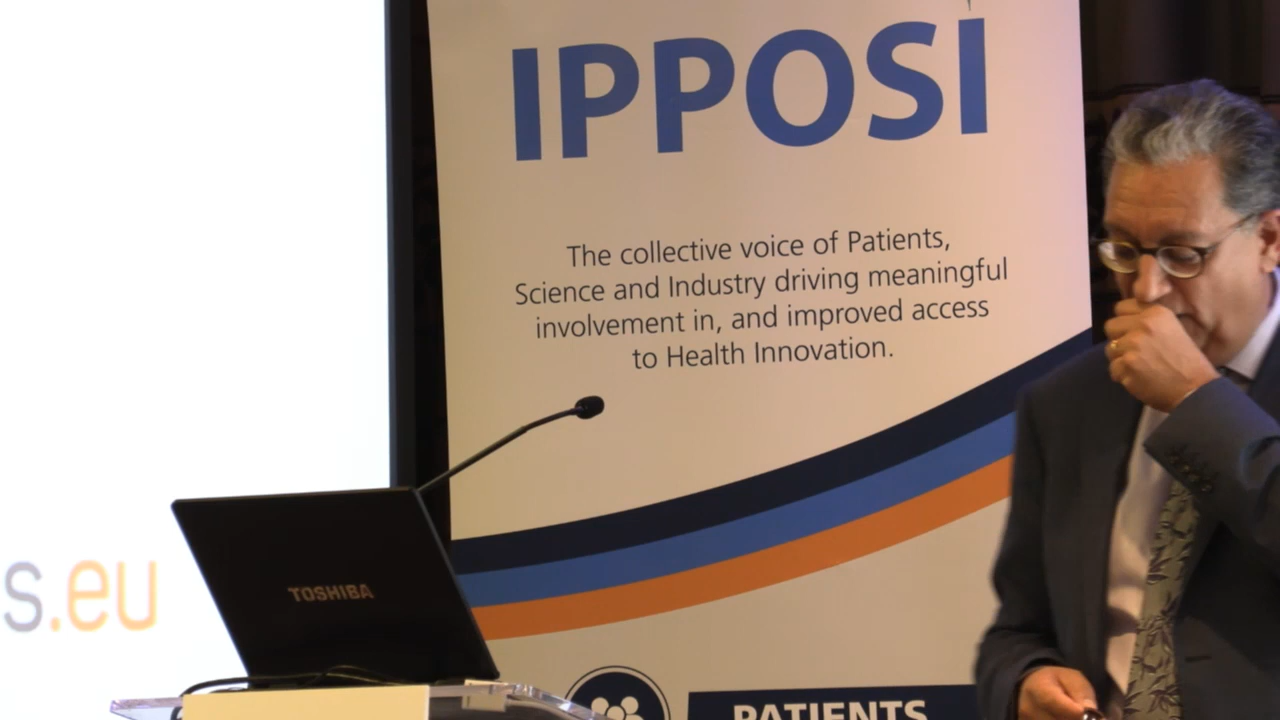 IPPOSI
The collective voice of Patients,
Science and Industry driving meaningful
involvement in, and improved access
to Health Innovation.
s.eu
TOSHIBA
PATIENTS